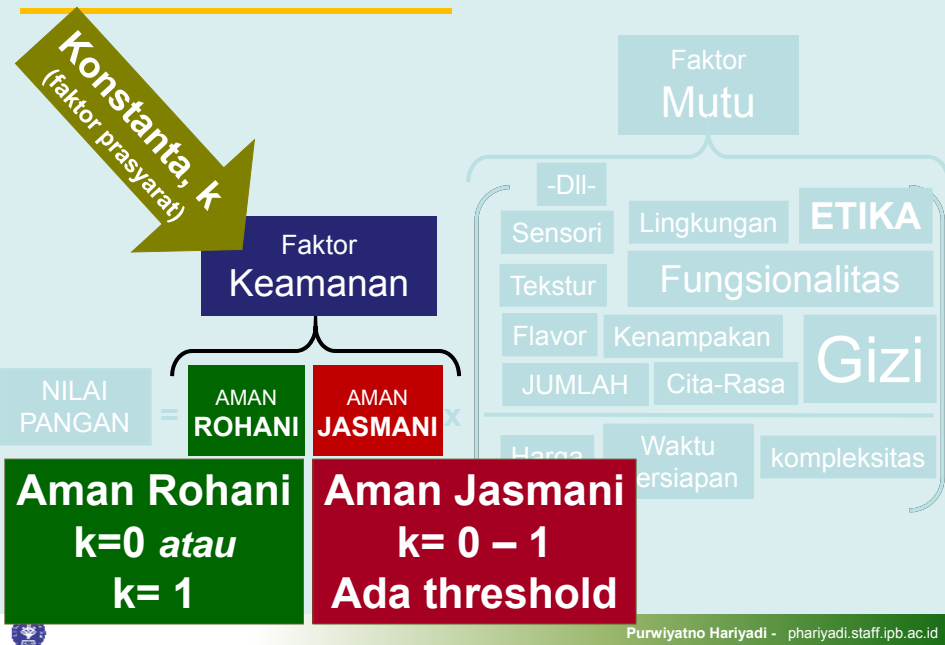 Konstanta, k
(faktor prasyarat)
Faktor
Mutu
-Dll-
Sensori
Lingkungan
ETIKA
Faktor
Keamanan
Tekstur
Fungsionalitas
Flavor
Kenampakan
Gizi
JUMLAH
Cita-Rasa
NILAI
PANGAN
=
AMAN
ROHANI
AMAN
JASMANI
x
Harga
Waktu
ersiapan
kompleksitas
Aman Rohani
k=0 atau
k= 1
Aman Jasmani
k= 0 – 1
Ada threshold
Purwiyatno Hariyadi - phariyadi.staff.ipb.ac.id